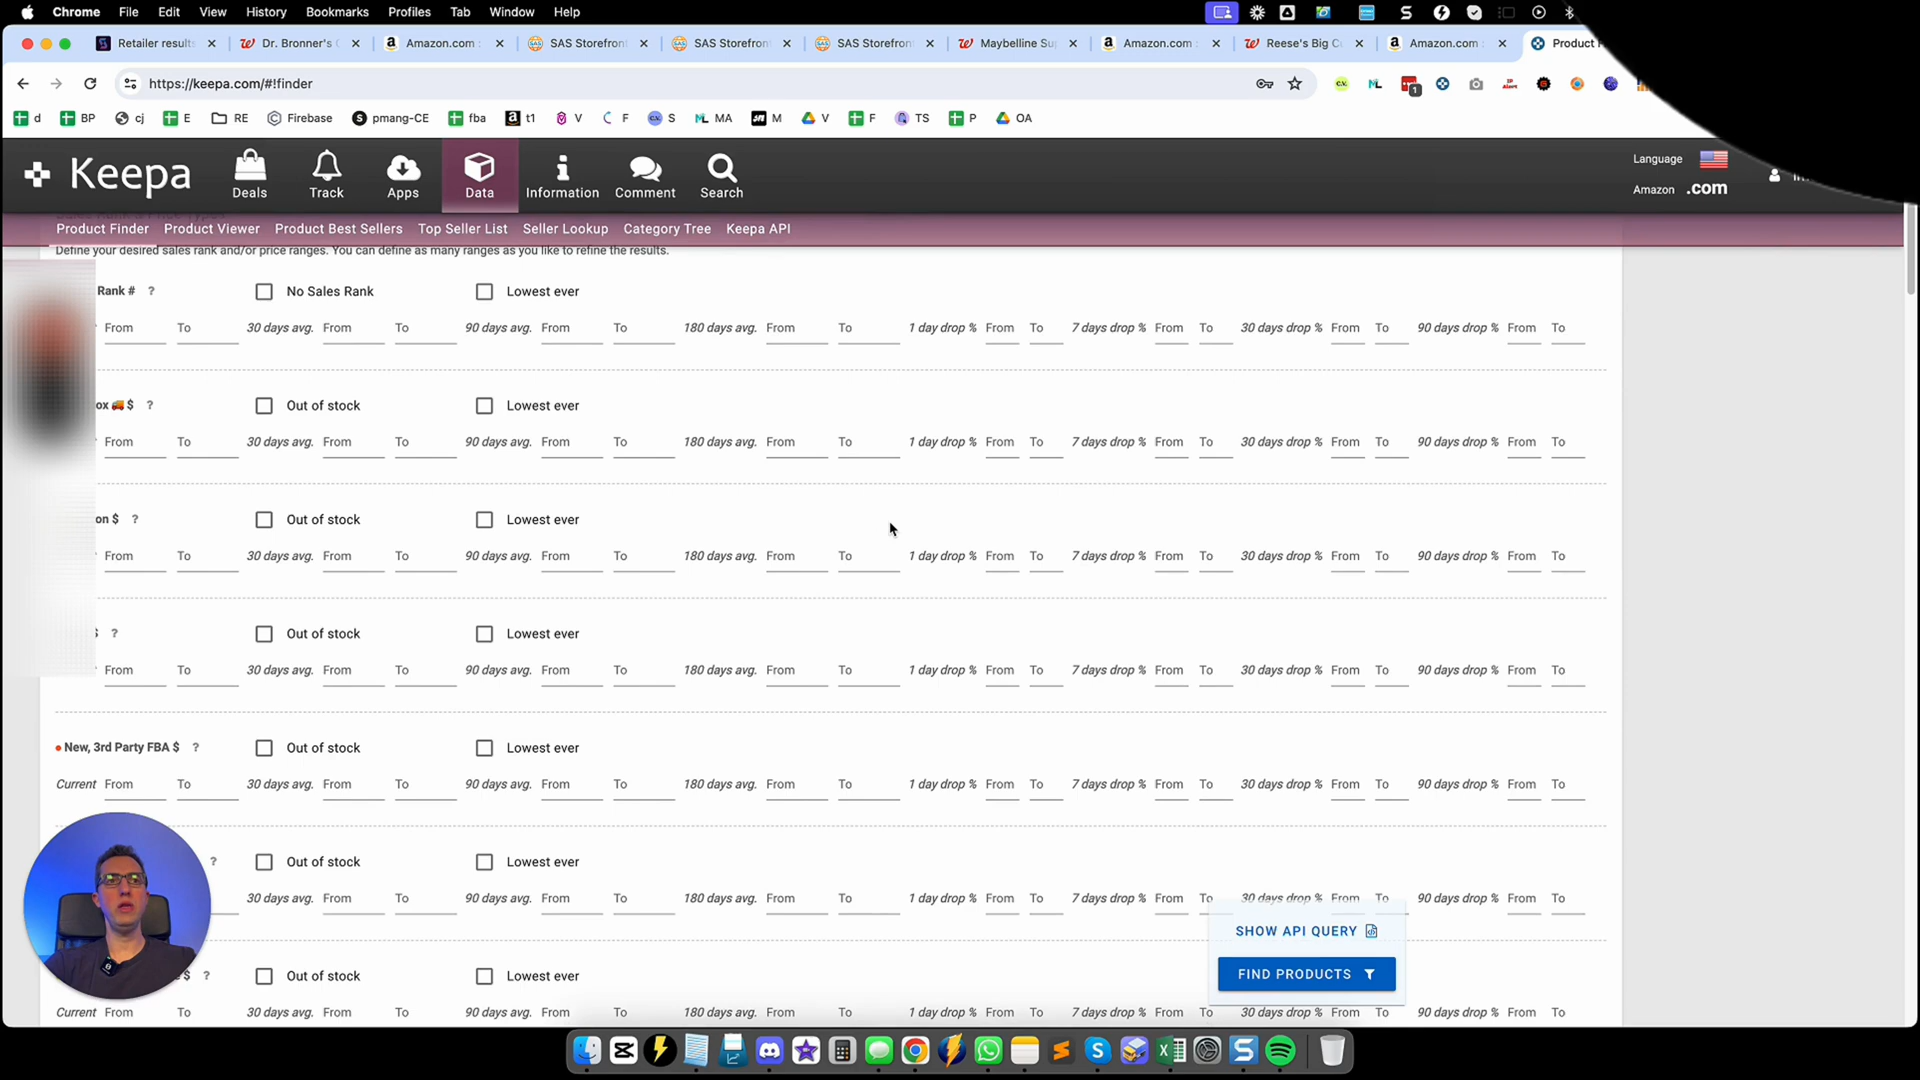 Chrome File Edit View History Bookmarks Profiles Tab Window Help
Retailer results Dr. Bronner's Amazon.com : SAS Storefron SAS Storefron SAS Storefron Maybelline Su Amazon.com : Reese's Big C Amazon.com : Product
https://keepa.com/#!finder
d BP cj E RE Firebase pmang-CE fba t1 V F S MA M V F TS P OA
Keepa
Deals Track Apps Data Information Comment Search
Language
Amazon .com
Product Finder Product Viewer Product Best Sellers Top Seller List Seller Lookup Category Tree Keepa API
Define your desired sales rank and/or price ranges. You can define as many ranges as you like to refine the results.
Rank # ? No Sales Rank Lowest ever
From To 30 days avg. From To 90 days avg. From To 180 days avg. From To 1 day drop % From To 7 days drop % From To 30 days drop % From To 90 days drop % From To
ox 🚚 $ ? Out of stock Lowest ever
From To 30 days avg. From To 90 days avg. From To 180 days avg. From To 1 day drop % From To 7 days drop % From To 30 days drop % From To 90 days drop % From To
on $ ? Out of stock Lowest ever
From To 30 days avg. From To 90 days avg. From To 180 days avg. From To 1 day drop % From To 7 days drop % From To 30 days drop % From To 90 days drop % From To
$ ? Out of stock Lowest ever
From To 30 days avg. From To 90 days avg. From To 180 days avg. From To 1 day drop % From To 7 days drop % From To 30 days drop % From To 90 days drop % From To
New, 3rd Party FBA $ ? Out of stock Lowest ever
Current From To 30 days avg. From To 90 days avg. From To 180 days avg. From To 1 day drop % From To 7 days drop % From To 30 days drop % From To 90 days drop % From To
? Out of stock Lowest ever
30 days avg. From To 90 days avg. From To 180 days avg. From To 1 day drop % From To 7 days drop % From To 30 days drop % From To 90 days drop % From To
SHOW API QUERY
FIND PRODUCTS
$ ? Out of stock Lowest ever
Current From To 30 days avg. From To 90 days avg. From To 180 days avg. From To 1 day drop % From To 7 days drop % From To 30 days drop % From To 90 days drop % From To